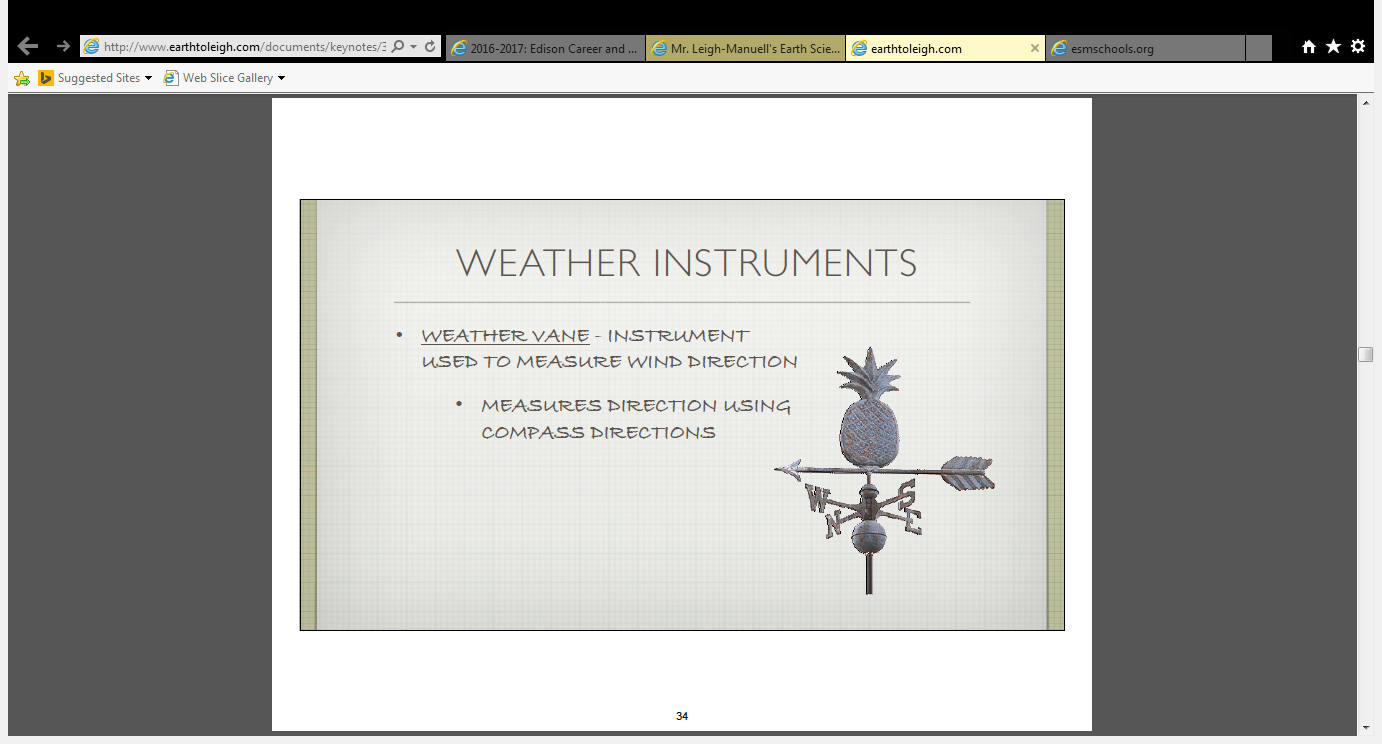 http://www.earthtoleigh.com/documents/keynotes/3
2016-2017: Edison Career and ...
Mr. Leigh-Manuell's Earth Scie...
earthtoleigh.com
esmschools.org
Suggested Sites
Web Slice Gallery
WEATHER INSTRUMENTS
• WEATHER VANE - INSTRUMENT
USED TO MEASURE WIND DIRECTION
• MEASURES DIRECTION USING
COMPASS DIRECTIONS
W S
N E
34